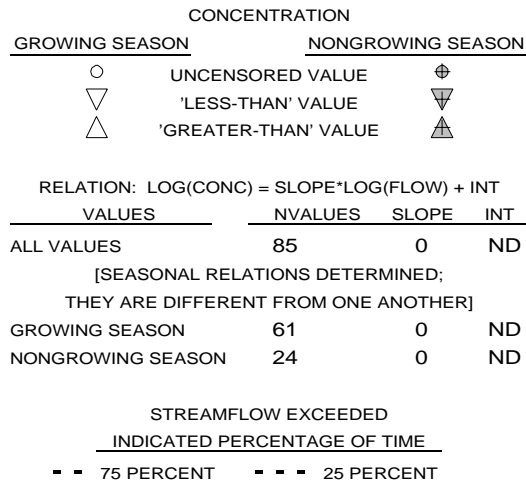 CONCENTRATION
GROWING SEASON NONGROWING SEASON
UNCENSORED VALUE
'LESS-THAN' VALUE
'GREATER-THAN' VALUE
RELATION: LOG(CONC) = SLOPE*LOG(FLOW) + INT
VALUES NVALUES SLOPE INT
ALL VALUES 85 0 ND
[SEASONAL RELATIONS DETERMINED;
THEY ARE DIFFERENT FROM ONE ANOTHER]
GROWING SEASON 61 0 ND
NONGROWING SEASON 24 0 ND
STREAMFLOW EXCEEDED
INDICATED PERCENTAGE OF TIME
75 PERCENT 25 PERCENT